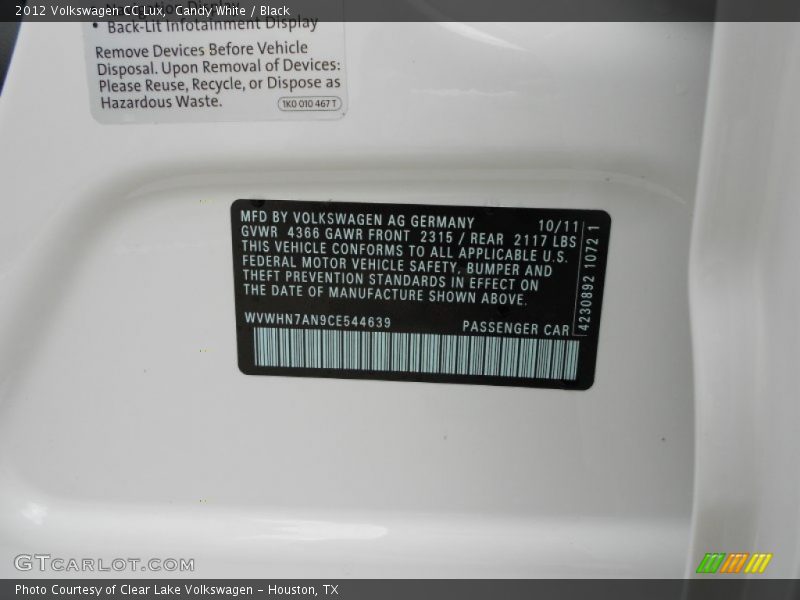 2012 Volkswagen CC Lux, Candy White / Black
Navigation Display
• Back-Lit Infotainment Display
Remove Devices Before Vehicle
Disposal. Upon Removal of Devices:
Please Reuse, Recycle, or Dispose as
Hazardous Waste.
1K0 010 467 T
MFD BY VOLKSWAGEN AG GERMANY 10/11
GVWR 4366 GAWR FRONT 2315 / REAR 2117 LBS
THIS VEHICLE CONFORMS TO ALL APPLICABLE U.S.
FEDERAL MOTOR VEHICLE SAFETY, BUMPER AND
THEFT PREVENTION STANDARDS IN EFFECT ON
THE DATE OF MANUFACTURE SHOWN ABOVE.
WVWHN7AN9CE544639 PASSENGER CAR
4230892 1072 1
GTCARLOT.COM
Photo Courtesy of Clear Lake Volkswagen - Houston, TX